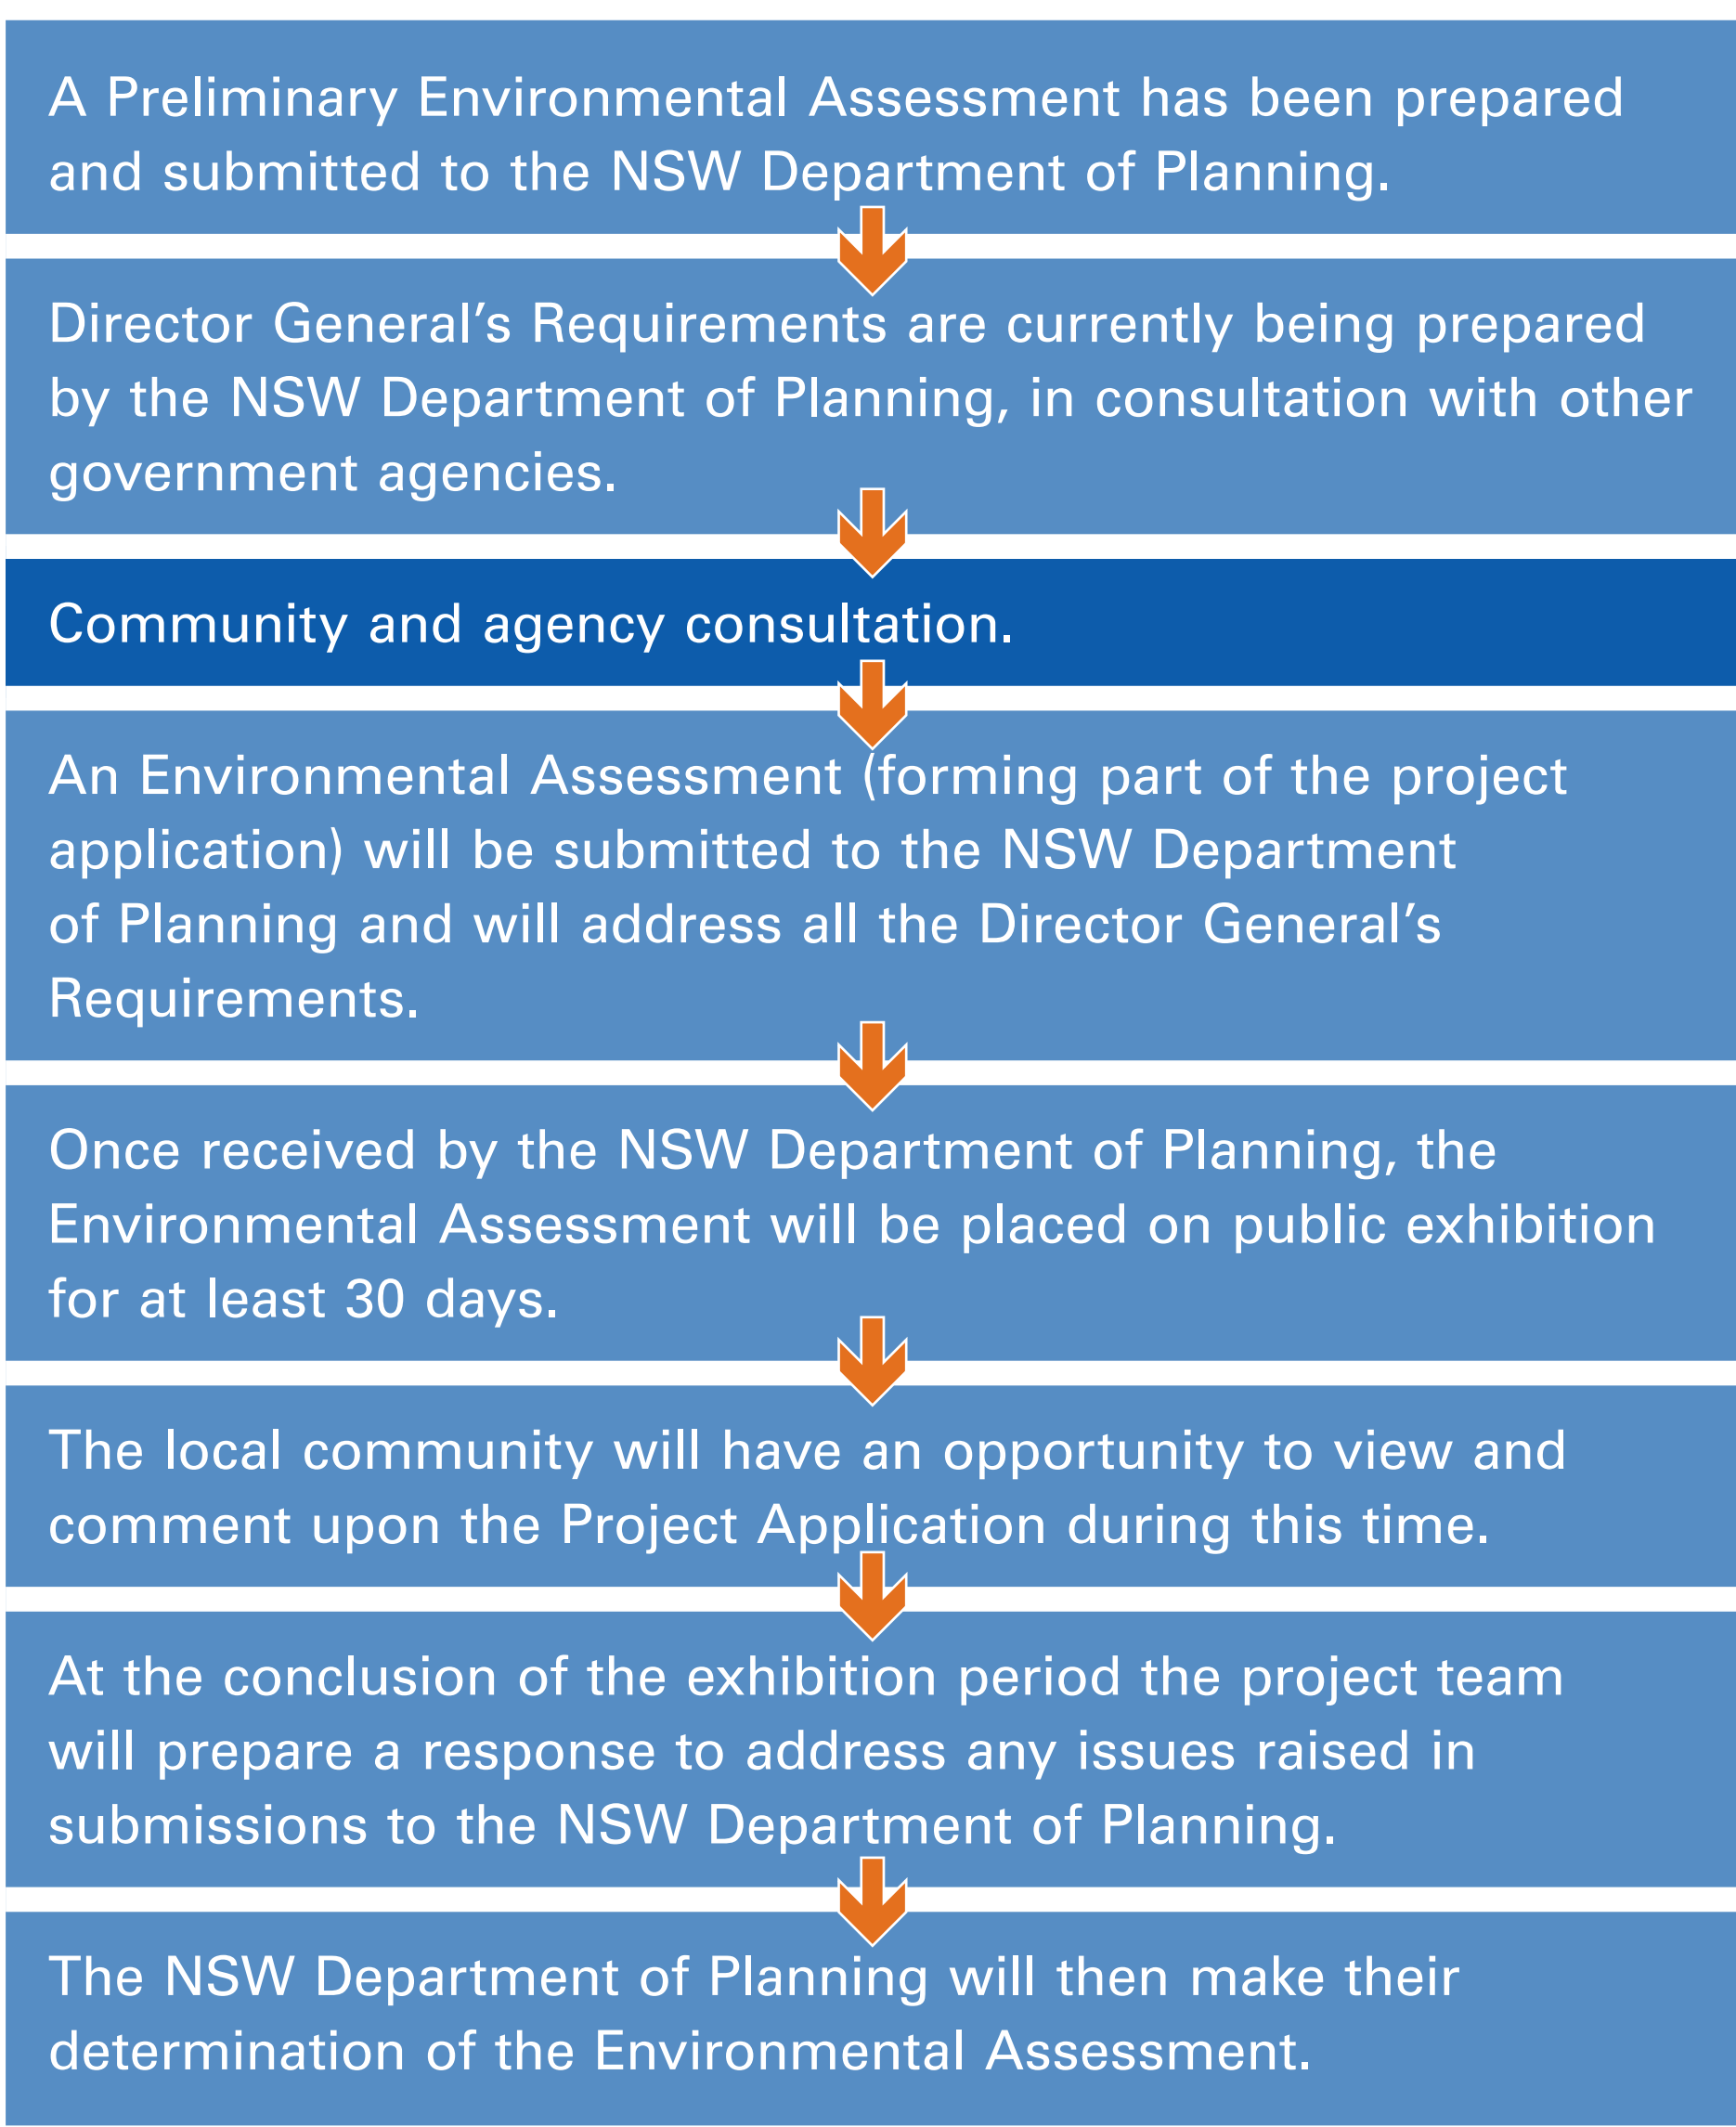 A Preliminary Environmental Assessment has been prepared
and submitted to the NSW Department of Planning.
Director General’s Requirements are currently being prepared
by the NSW Department of Planning, in consultation with other
government agencies.
Community and agency consultation.
An Environmental Assessment (forming part of the project
application) will be submitted to the NSW Department
of Planning and will address all the Director General’s
Requirements.
Once received by the NSW Department of Planning, the
Environmental Assessment will be placed on public exhibition
for at least 30 days.
The local community will have an opportunity to view and
comment upon the Project Application during this time.
At the conclusion of the exhibition period the project team
will prepare a response to address any issues raised in
submissions to the NSW Department of Planning.
The NSW Department of Planning will then make their
determination of the Environmental Assessment.